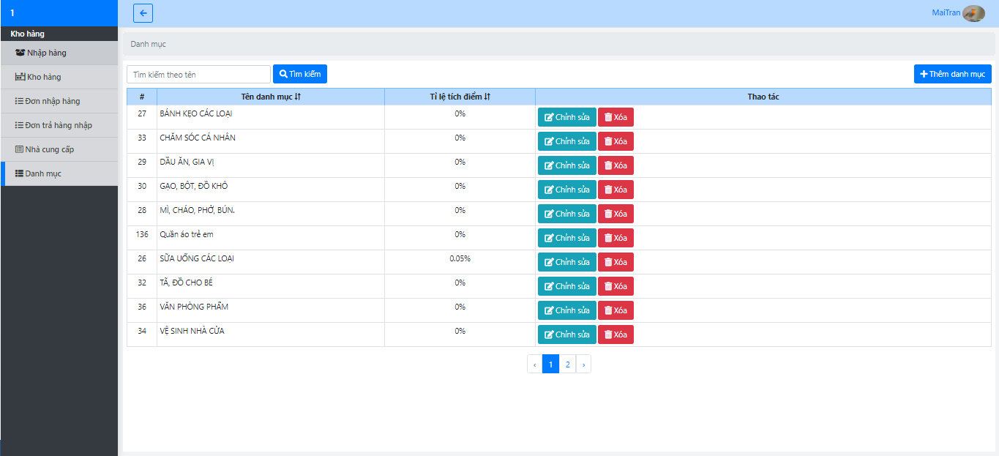 1
MaiTran
Kho hàng
Nhập hàng
Kho hàng
Đơn nhập hàng
Đơn trả hàng nhập
Nhà cung cấp
Danh mục
Danh mục
Tìm kiếm theo tên Tìm kiếm Thêm danh mục
# Tên danh mục Tỉ lệ tích điểm Thao tác
27 BÁNH KẸO CÁC LOẠI 0% Chỉnh sửa Xóa
33 CHĂM SÓC CÁ NHÂN 0% Chỉnh sửa Xóa
29 DẦU ĂN, GIA VỊ 0% Chỉnh sửa Xóa
30 GẠO, BỘT, ĐỒ KHÔ 0% Chỉnh sửa Xóa
28 MÌ, CHÁO, PHỞ, BÚN. 0% Chỉnh sửa Xóa
136 Quần áo trẻ em 0% Chỉnh sửa Xóa
26 SỮA UỐNG CÁC LOẠI 0.05% Chỉnh sửa Xóa
32 TÃ, ĐỒ CHO BÉ 0% Chỉnh sửa Xóa
36 VĂN PHÒNG PHẨM 0% Chỉnh sửa Xóa
34 VỆ SINH NHÀ CỬA 0% Chỉnh sửa Xóa
‹ 1 2 ›